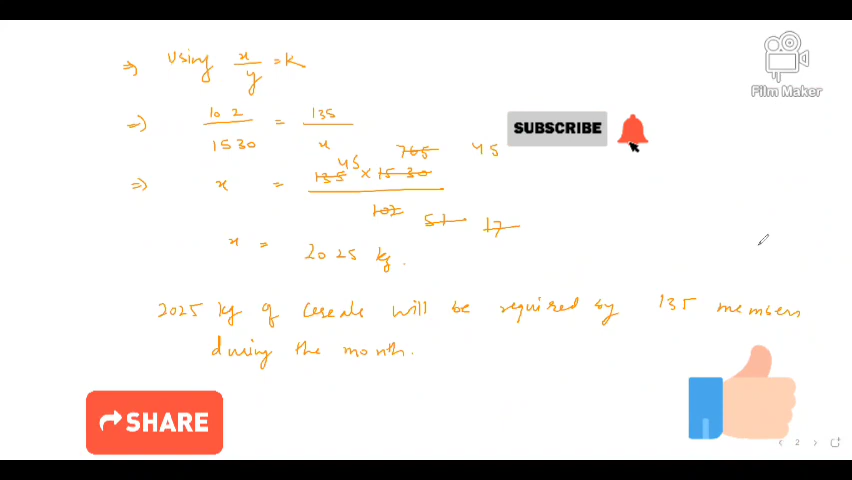 ⇒ Using x/y = k
Film Maker
⇒ 102/1530 = 135/x
SUBSCRIBE
765 45
45
⇒ x = 135 × 1530
102 51 17
x = 2025 kg.
2025 kg of cereals will be required by 135 members
during the month.
SHARE
2